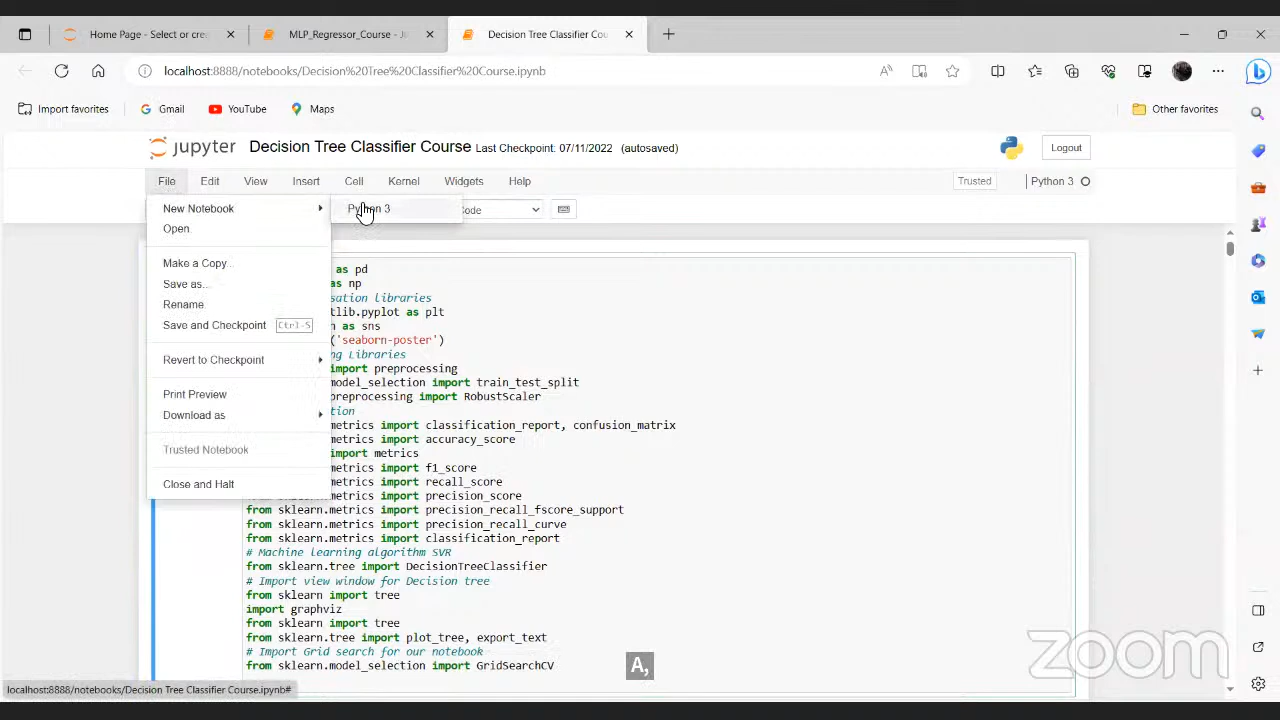 Home Page - Select or crea
MLP_Regressor_Course - Ju
Decision Tree Classifier Cou
localhost:8888/notebooks/Decision%20Tree%20Classifier%20Course.ipynb
Import favorites
Gmail
YouTube
Maps
Other favorites
jupyter
Decision Tree Classifier Course Last Checkpoint: 07/11/2022 (autosaved)
Logout
File Edit View Insert Cell Kernel Widgets Help
Trusted
Python 3
New Notebook
Python 3
Code
Open
Make a Copy...
Save as...
Rename
Save and Checkpoint Ctrl-S
Revert to Checkpoint
Print Preview
Download as
Trusted Notebook
Close and Halt
as pd
as np
sation libraries
tlib.pyplot as plt
n as sns
('seaborn-poster')
ng Libraries
import preprocessing
model_selection import train_test_split
preprocessing import RobustScaler
tion
metrics import classification_report, confusion_matrix
metrics import accuracy_score
import metrics
metrics import f1_score
metrics import recall_score
from sklearn.metrics import precision_score
from sklearn.metrics import precision_recall_fscore_support
from sklearn.metrics import precision_recall_curve
from sklearn.metrics import classification_report
# Machine learning algorithm SVR
from sklearn.tree import DecisionTreeClassifier
# Import view window for Decision tree
from sklearn import tree
import graphviz
from sklearn import tree
from sklearn.tree import plot_tree, export_text
# Import Grid search for our notebook
from sklearn.model_selection import GridSearchCV
A,
zoom
localhost:8888/notebooks/Decision Tree Classifier Course.ipynb#